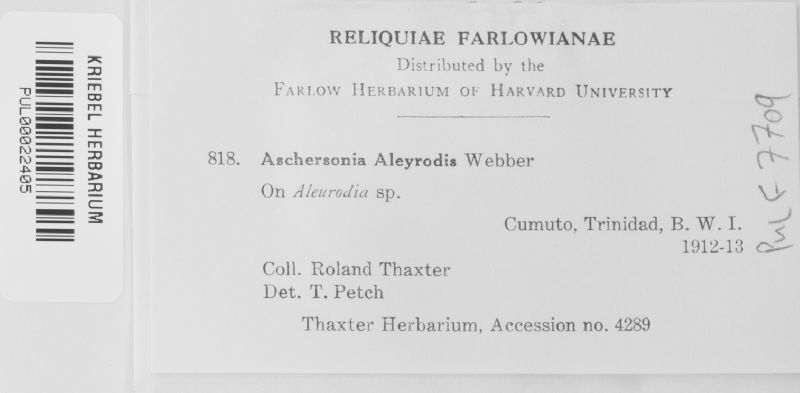 KRIEBEL HERBARIUM
PUL00022405
RELIQUIAE FARLOWIANAE
Distributed by the
FARLOW HERBARIUM OF HARVARD UNIVERSITY
818. Aschersonia Aleyrodis Webber
On Aleurodia sp.
Cumuto, Trinidad, B. W. I.
1912-13
Coll. Roland Thaxter
Det. T. Petch
Thaxter Herbarium, Accession no. 4289
PUL F 7709